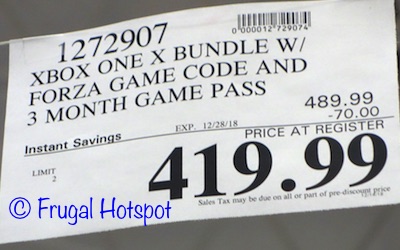 0000012729074
1272907
XBOX ONE X BUNDLE W/
FORZA GAME CODE AND
3 MONTH GAME PASS
489.99
-70.00
Instant Savings
EXP. 12/28/18
PRICE AT REGISTER
LIMIT
2
419.99
Sales Tax may be due on all or part of pre-discount price
© Frugal Hotspot